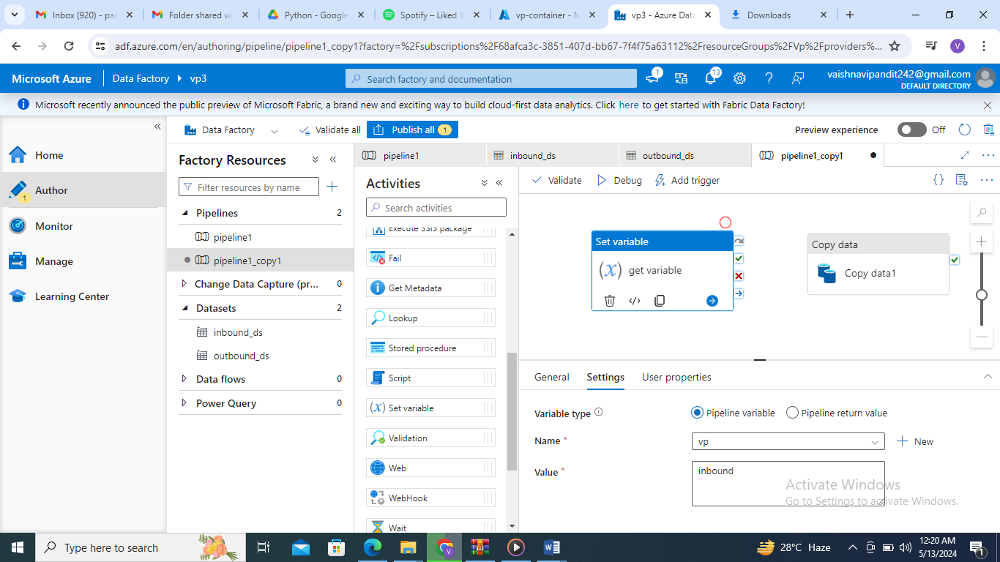 Inbox (920) - par
Folder shared wi
Python - Google
Spotify – Liked S
vp-container - M
vp3 - Azure Data
Downloads
adf.azure.com/en/authoring/pipeline/pipeline1_copy1?factory=%2Fsubscriptions%2F68afca3c-3851-407d-bb67-7f4f75a63112%2FresourceGroups%2FVp%2Fproviders%...
V
Microsoft Azure
Data Factory
vp3
Search factory and documentation
1
13
vaishnavipandit242@gmail.com
DEFAULT DIRECTORY
Microsoft recently announced the public preview of Microsoft Fabric, a brand new and exciting way to build cloud-first data analytics. Click here to get started with Fabric Data Factory!
Home
Author
1
Monitor
Manage
Learning Center
Data Factory
Validate all
Publish all 1
Preview experience
Off
Factory Resources
Filter resources by name
Pipelines 2
pipeline1
pipeline1_copy1
Change Data Capture (pr... 0
Datasets 2
inbound_ds
outbound_ds
Data flows 0
Power Query 0
pipeline1
inbound_ds
outbound_ds
pipeline1_copy1
Activities
Search activities
Execute SSIS package
Fail
Get Metadata
Lookup
Stored procedure
Script
(x) Set variable
Validation
Web
WebHook
Wait
Validate
Debug
Add trigger
{}
Set variable
(x) get variable
Copy data
Copy data1
General
Settings
User properties
Variable type
Pipeline variable
Pipeline return value
Name *
vp
New
Value *
inbound
Activate Windows
Go to Settings to activate Windows.
Type here to search
28°C Haze
12:20 AM
5/13/2024
1